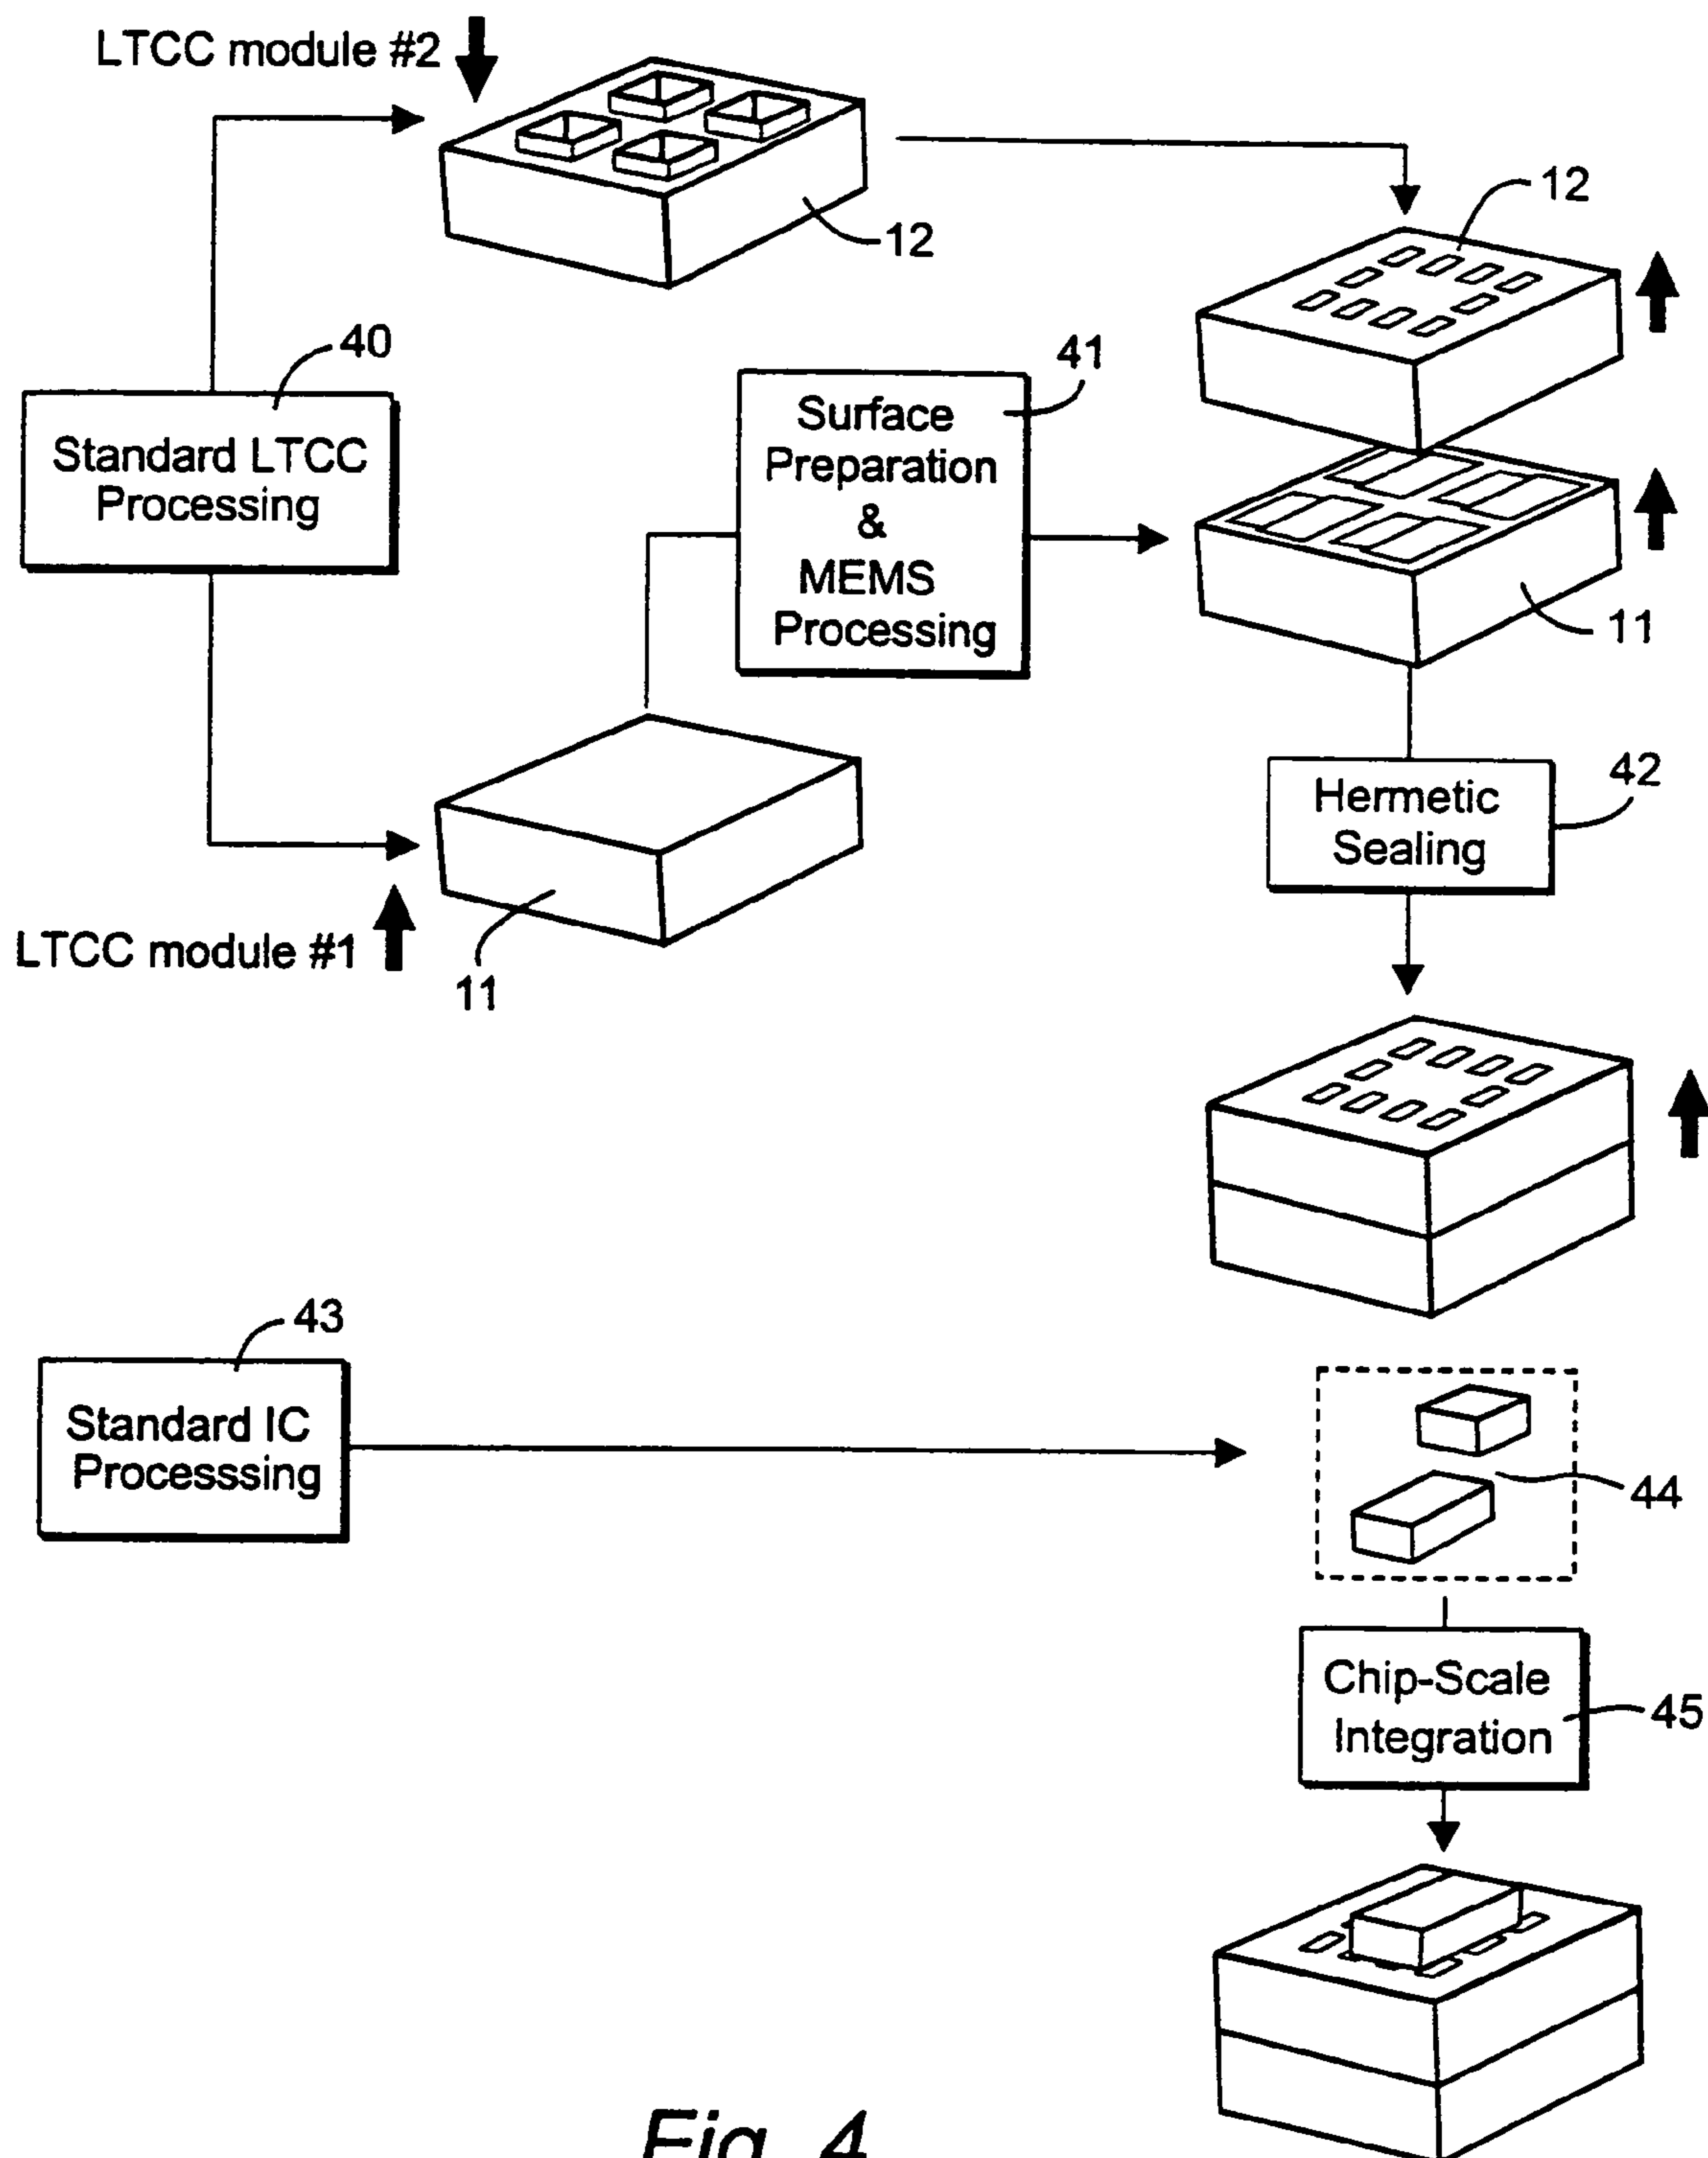 LTCC module #2
12
12
40
41
Standard LTCC
Processing
Surface
Preparation
&
MEMS
Processing
11
LTCC module #1
11
42
Hermetic
Sealing
43
Standard IC
Processsing
44
Chip-Scale
Integration
45
Fig. 4